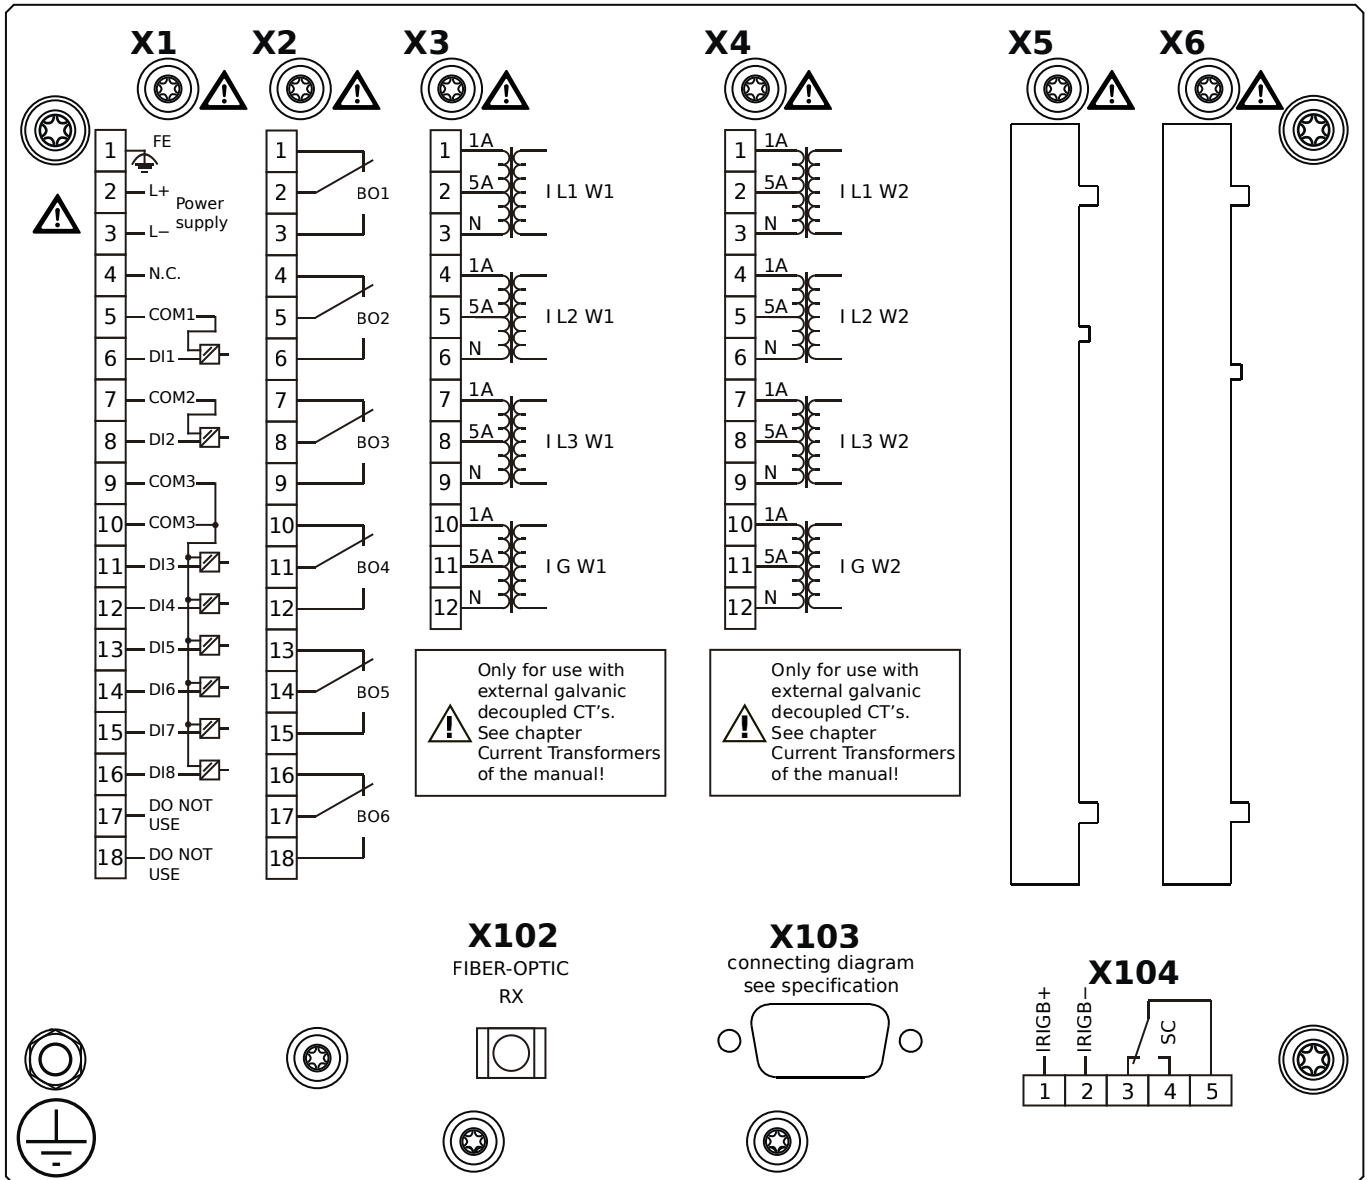 X1 X2 X3 X4 X5 X6
1 FE
2 L+
Power
supply
3 L−
4 N.C.
5 COM1
6 DI1
7 COM2
8 DI2
9 COM3
10 COM3
11 DI3
12 DI4
13 DI5
14 DI6
15 DI7
16 DI8
17 DO NOT
USE
18 DO NOT
USE
1
2 BO1
3
4
5 BO2
6
7
8 BO3
9
10
11 BO4
12
13
14 BO5
15
16
17 BO6
18
1 1A
2 5A I L1 W1
3 N
4 1A
5 5A I L2 W1
6 N
7 1A
8 5A I L3 W1
9 N
10 1A
11 5A I G W1
12 N
Only for use with
external galvanic
decoupled CT's.
See chapter
Current Transformers
of the manual!
1 1A
2 5A I L1 W2
3 N
4 1A
5 5A I L2 W2
6 N
7 1A
8 5A I L3 W2
9 N
10 1A
11 5A I G W2
12 N
Only for use with
external galvanic
decoupled CT's.
See chapter
Current Transformers
of the manual!
X102
FIBER-OPTIC
RX
X103
connecting diagram
see specification
X104
IRIGB+
IRIGB−
SC
1 2 3 4 5